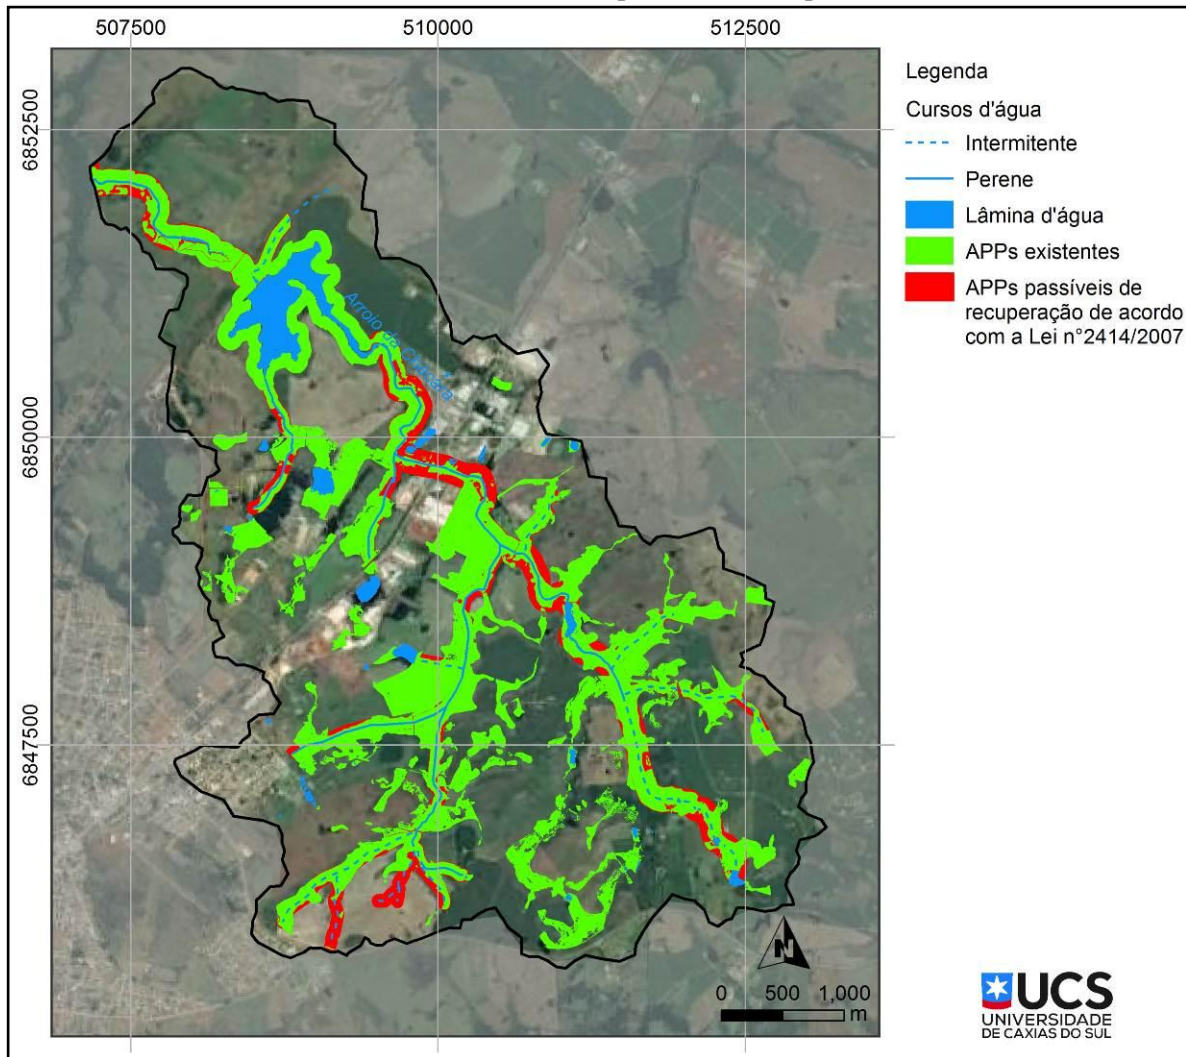 507500
510000
512500
6852500
6850000
6847500
Legenda
Cursos d'água
Intermitente
Perene
Lâmina d'água
APPs existentes
APPs passíveis de
recuperação de acordo
com a Lei n°2414/2007
Arroio
N
0 500 1,000
m
UCS
UNIVERSIDADE
DE CAXIAS DO SUL